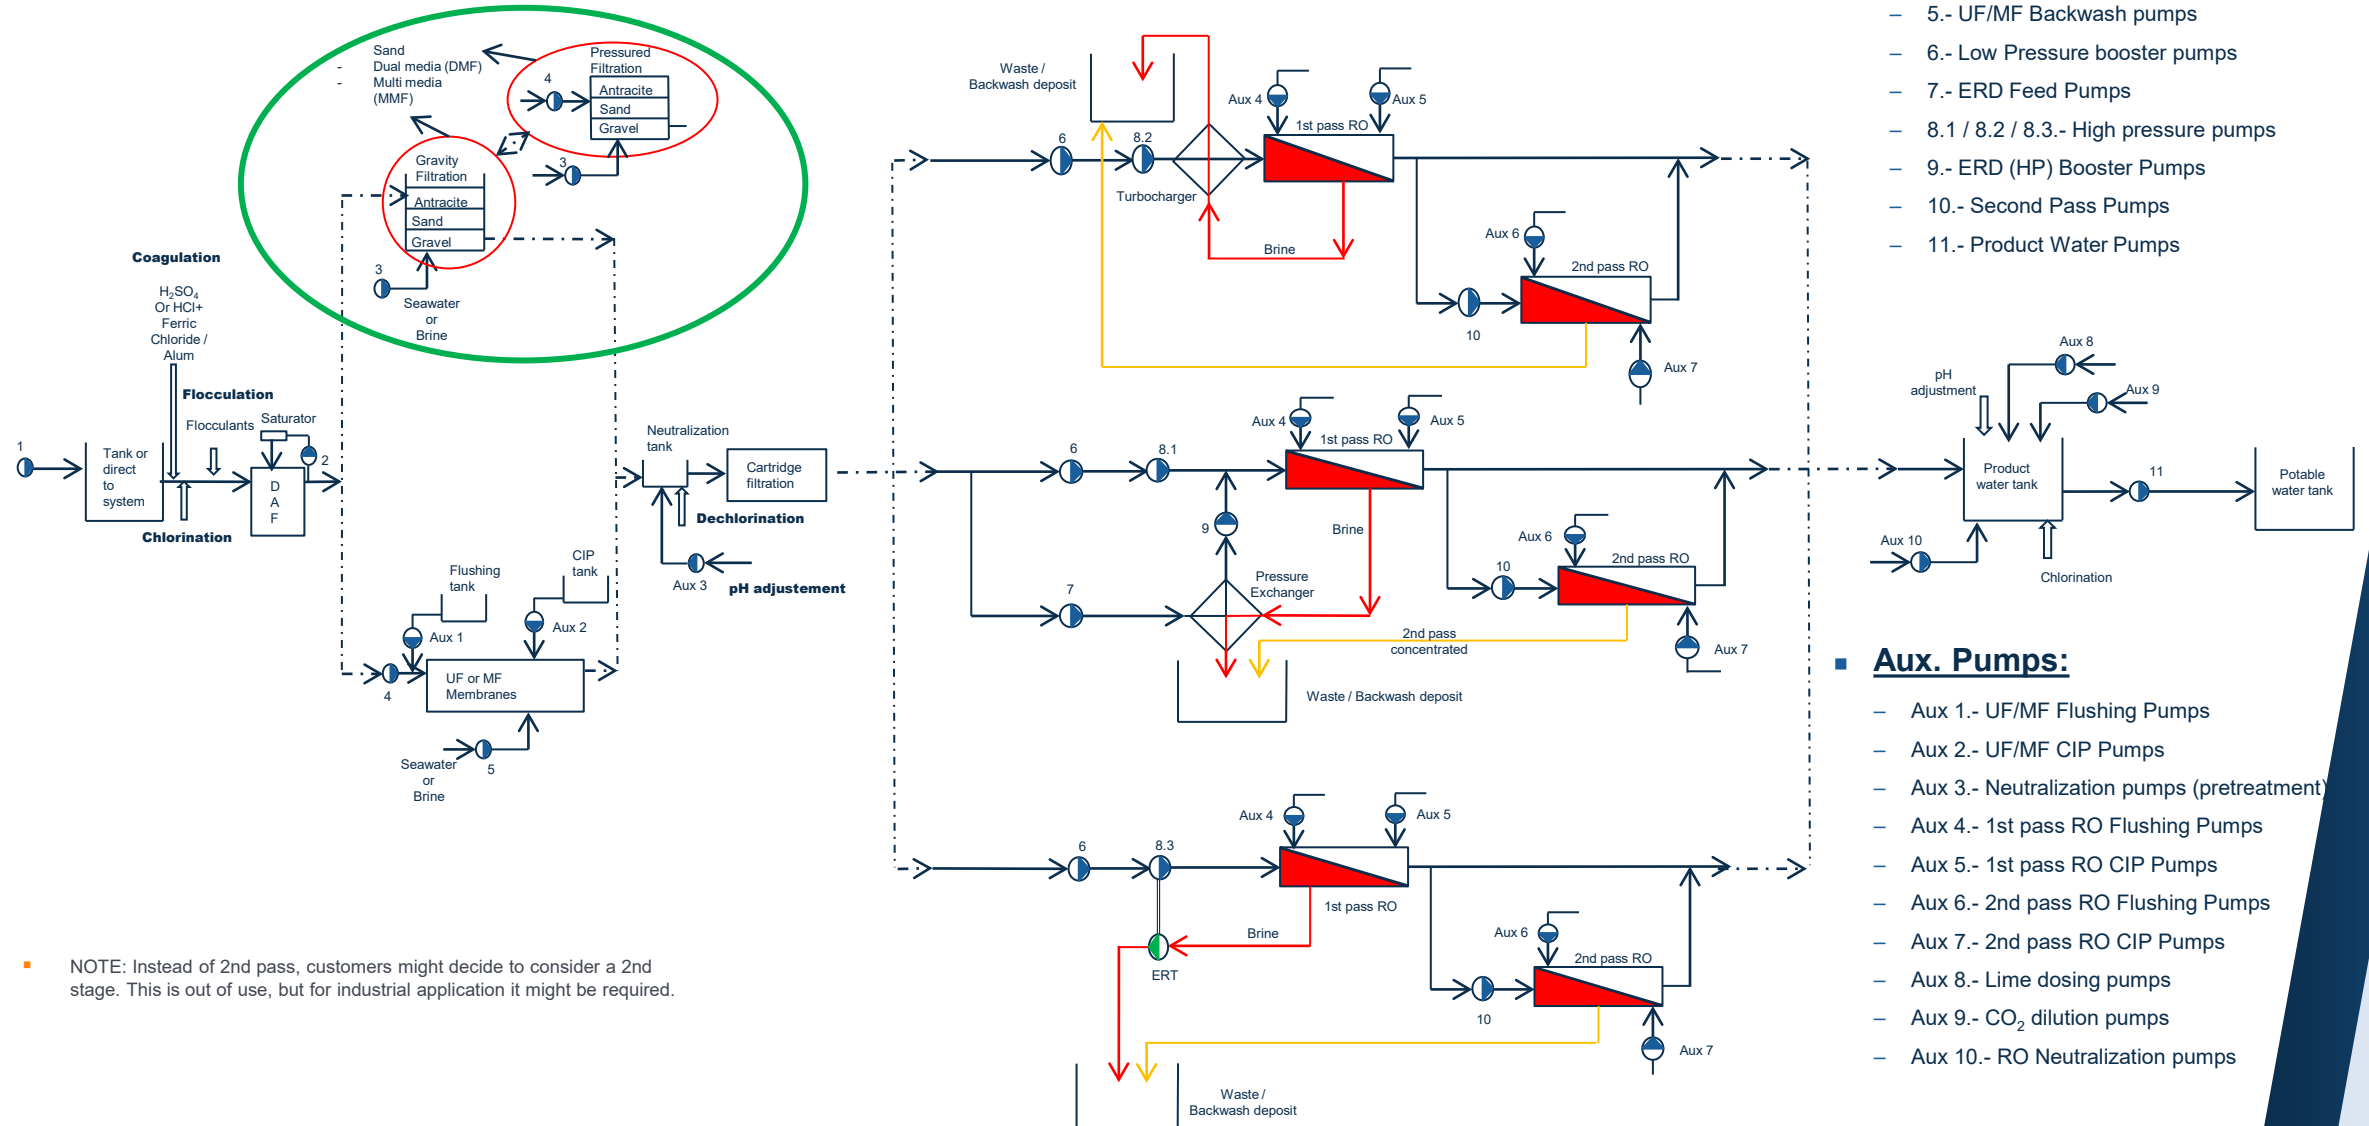 Sand
- Dual media (DMF)
- Multi media
(MMF)
Pressured
Filtration
4
Antracite
Sand
Gravel
3
Gravity
Filtration
Antracite
Sand
Gravel
3
Seawater
or
Brine
Coagulation
H₂SO₄
Or HCl+
Ferric
Chloride /
Alum
Flocculation
Flocculants
Saturator
1
2
Tank or
direct
to
system
D
A
F
Chlorination
Neutralization
tank
Cartridge
filtration
Dechlorination
Aux 3
pH adjustement
Flushing
tank
CIP
tank
Aux 1
Aux 2
4
UF or MF
Membranes
Seawater
or
Brine
5
Waste /
Backwash deposit
6
8.2
Turbocharger
Aux 4
Aux 5
1st pass RO
Brine
Aux 6
2nd pass RO
10
Aux 7
6
8.1
Aux 4
Aux 5
1st pass RO
9
Brine
7
Pressure
Exchanger
Aux 6
2nd pass RO
10
Aux 7
2nd pass
concentrated
Waste / Backwash deposit
6
8.3
Aux 4
Aux 5
1st pass RO
Brine
ERT
Aux 6
2nd pass RO
10
Aux 7
Waste /
Backwash deposit
pH
adjustment
Aux 8
Aux 9
Product
water tank
11
Potable
water tank
Aux 10
Chlorination
– 5.- UF/MF Backwash pumps
– 6.- Low Pressure booster pumps
– 7.- ERD Feed Pumps
– 8.1 / 8.2 / 8.3.- High pressure pumps
– 9.- ERD (HP) Booster Pumps
– 10.- Second Pass Pumps
– 11.- Product Water Pumps
▪ Aux. Pumps:
– Aux 1.- UF/MF Flushing Pumps
– Aux 2.- UF/MF CIP Pumps
– Aux 3.- Neutralization pumps (pretreatment)
– Aux 4.- 1st pass RO Flushing Pumps
– Aux 5.- 1st pass RO CIP Pumps
– Aux 6.- 2nd pass RO Flushing Pumps
– Aux 7.- 2nd pass RO CIP Pumps
– Aux 8.- Lime dosing pumps
– Aux 9.- CO₂ dilution pumps
– Aux 10.- RO Neutralization pumps
▪ NOTE: Instead of 2nd pass, customers might decide to consider a 2nd
stage. This is out of use, but for industrial application it might be required.